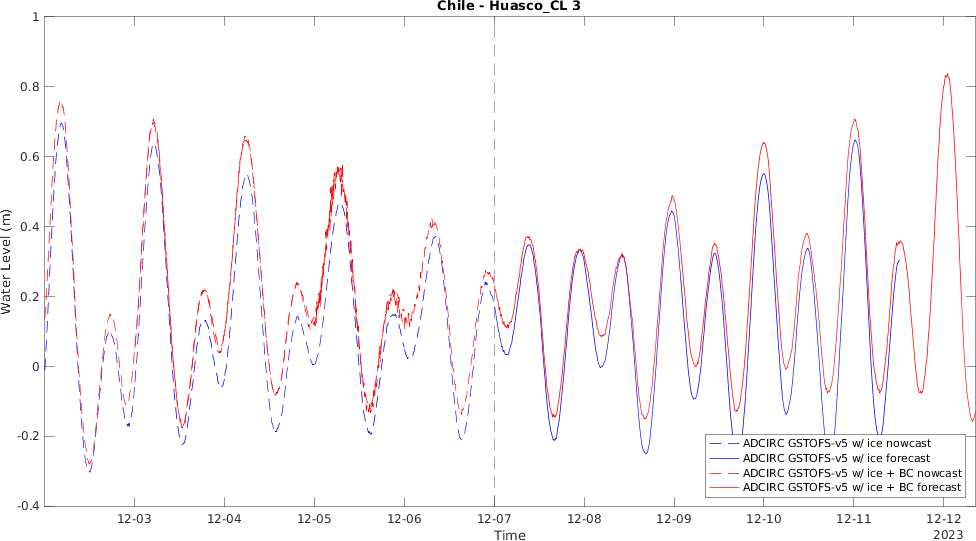 Chile - Huasco_CL 3
Water Level (m)
1
0.8
0.6
0.4
0.2
0
-0.2
-0.4
ADCIRC GSTOFS-v5 w/ ice nowcast
ADCIRC GSTOFS-v5 w/ ice forecast
ADCIRC GSTOFS-v5 w/ ice + BC nowcast
ADCIRC GSTOFS-v5 w/ ice + BC forecast
12-03 12-04 12-05 12-06 12-07 12-08 12-09 12-10 12-11 12-12
Time 2023